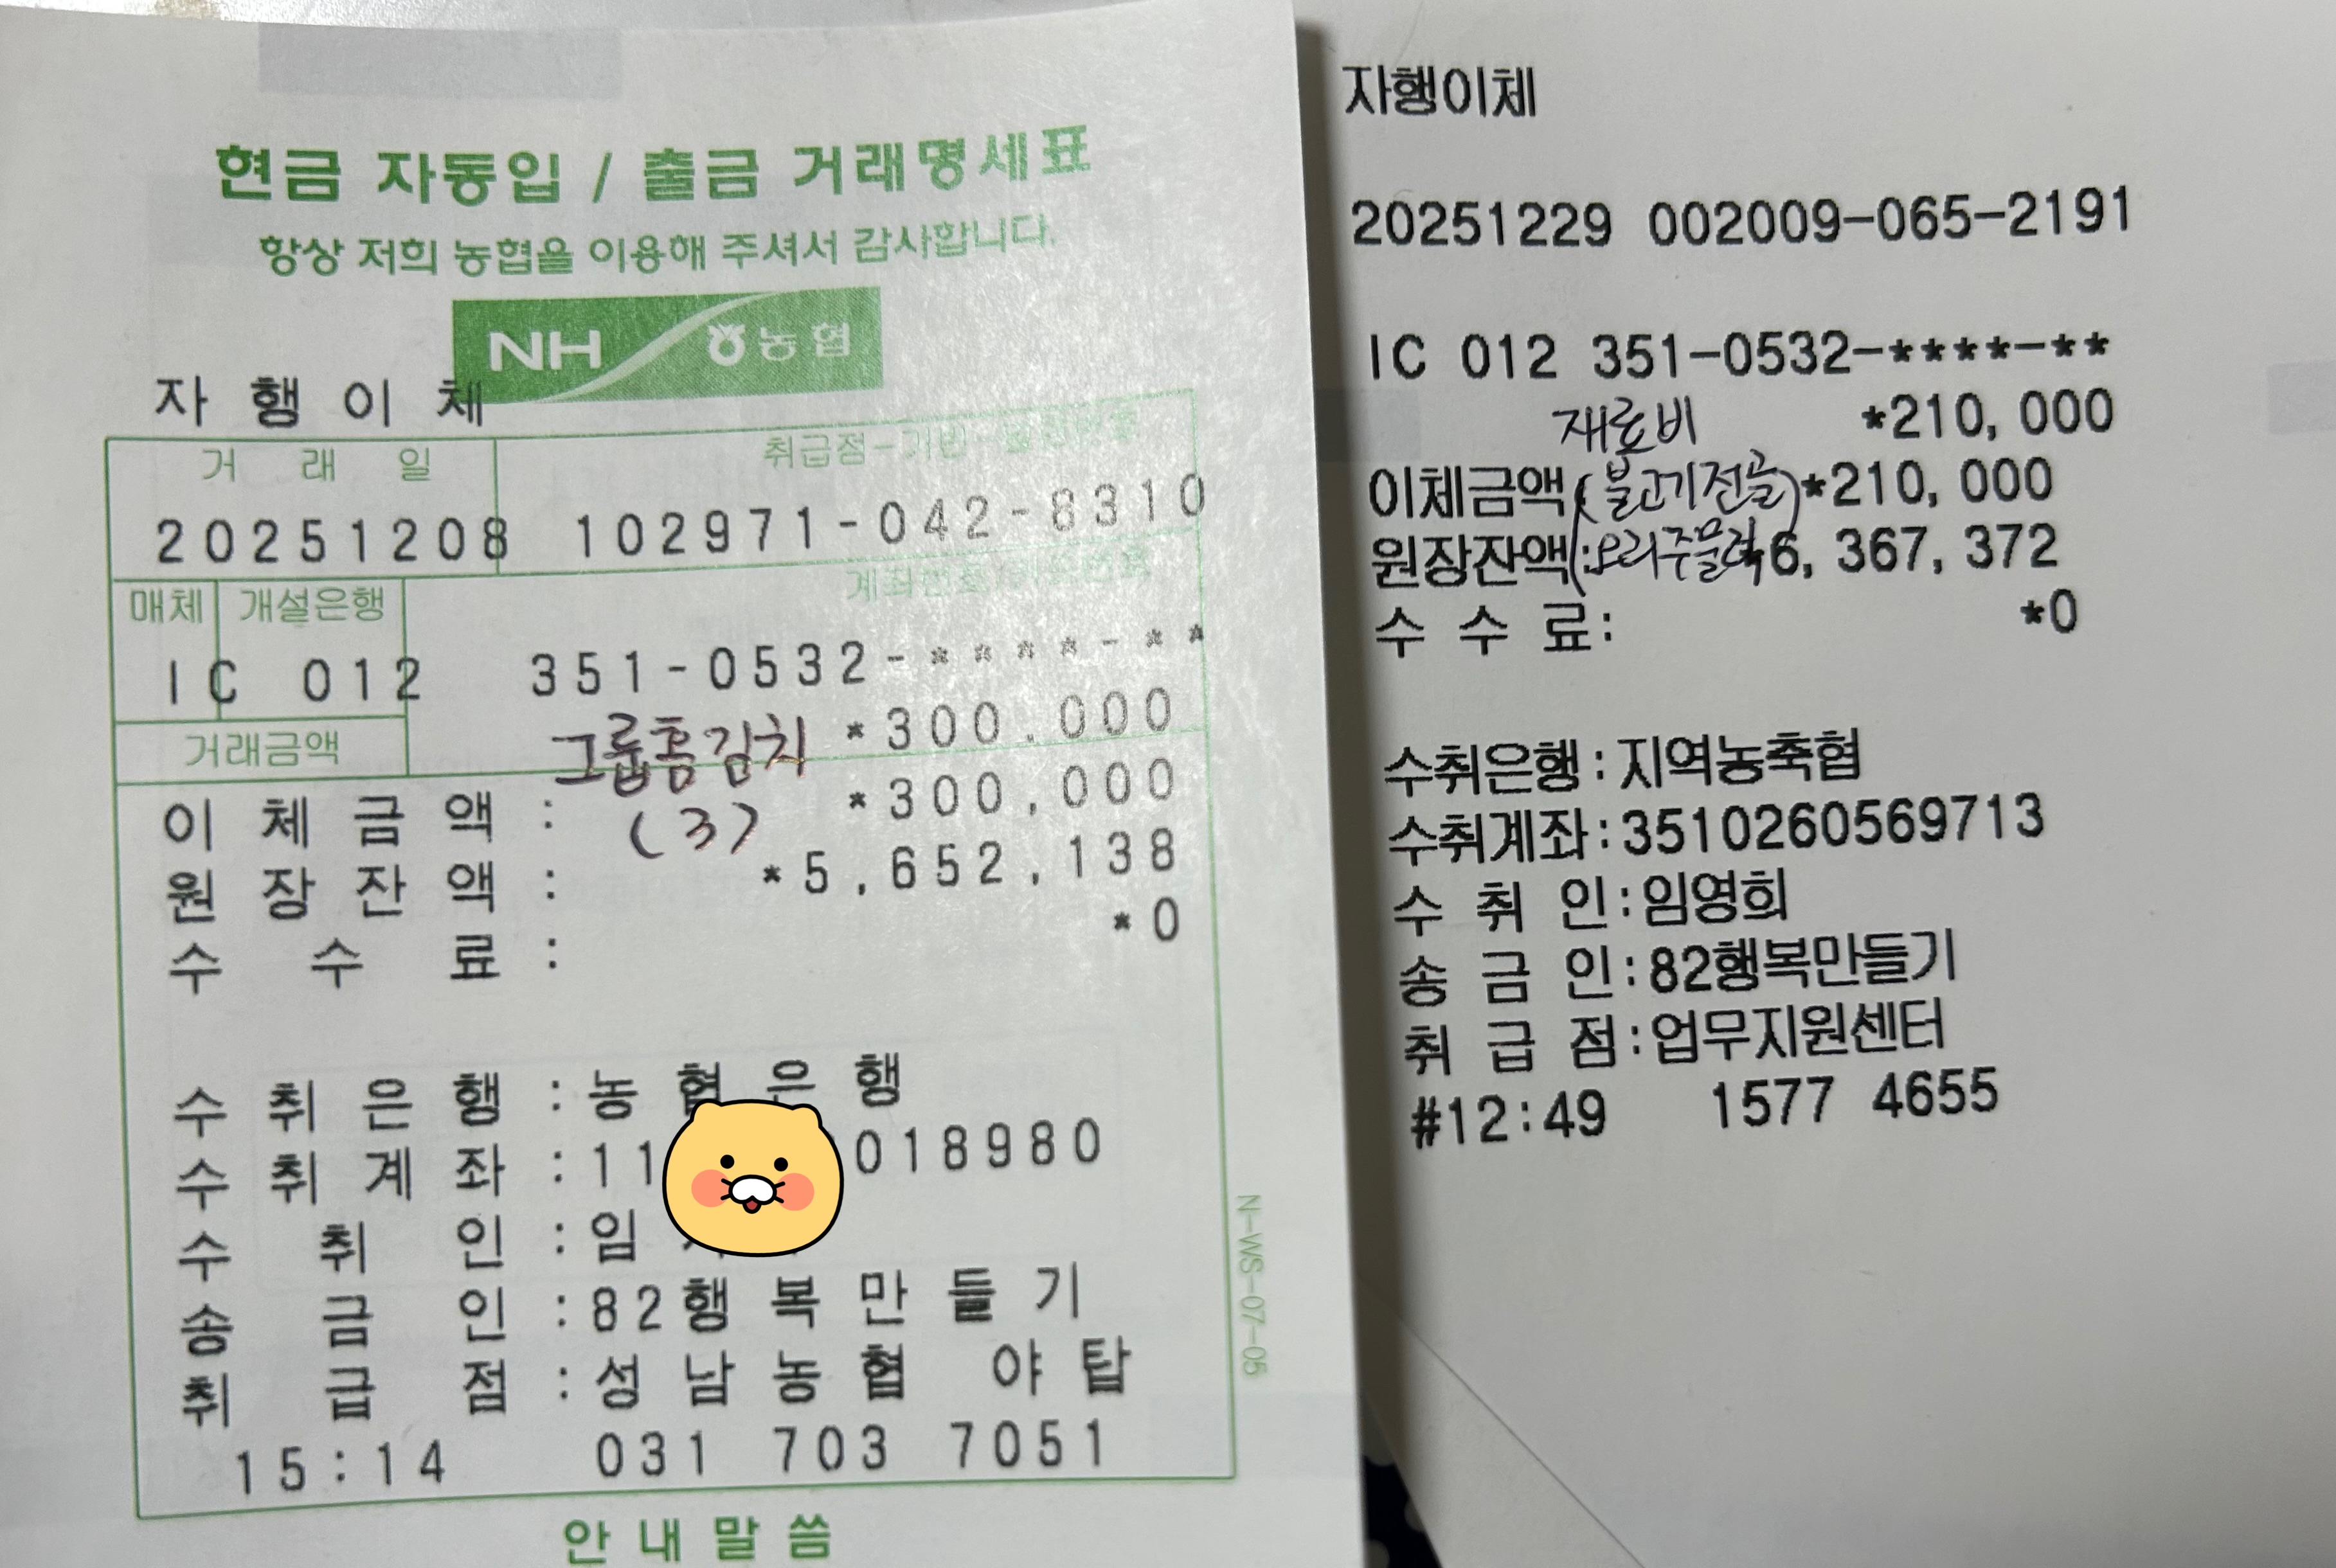 현금 자동입 / 출금 거래명세표
항상 저희 농협을 이용해 주셔서 감사합니다.
NH 농협
자행이체
거래일 취급점-기번
20251208 102971-042-8310
매체 개설은행
IC 012 351-0532-****-**
거래금액 그룹홈김치 *300,000
이체금액: (3) *300,000
원장잔액: *5,652,138
수수료: *0
수취은행:농협은행
수취계좌:11 018980
수취인:임
송금인:82행복만들기
취급점:성남농협 야탑
15:14 031 703 7051
안내말씀
N-WS-07-05
자행이체
20251229 002009-065-2191
IC 012 351-0532-****-**
재료비 *210,000
이체금액(불고기전골) *210,000
원장잔액: 6,367,372
수수료: *0
수취은행:지역농축협
수취계좌:3510260569713
수취인:임영희
송금인:82행복만들기
취급점:업무지원센터
#12:49 1577 4655